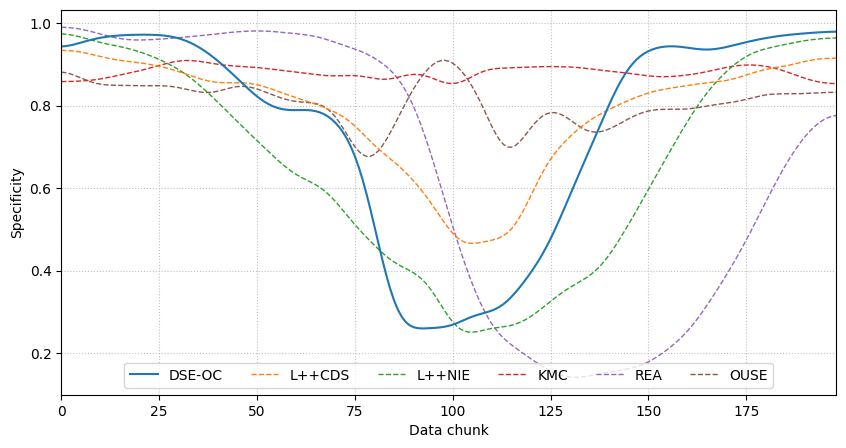 1.0
0.8
0.6
0.4
0.2
Specificity
DSE-OC L++CDS L++NIE KMC REA OUSE
0 25 50 75 100 125 150 175
Data chunk